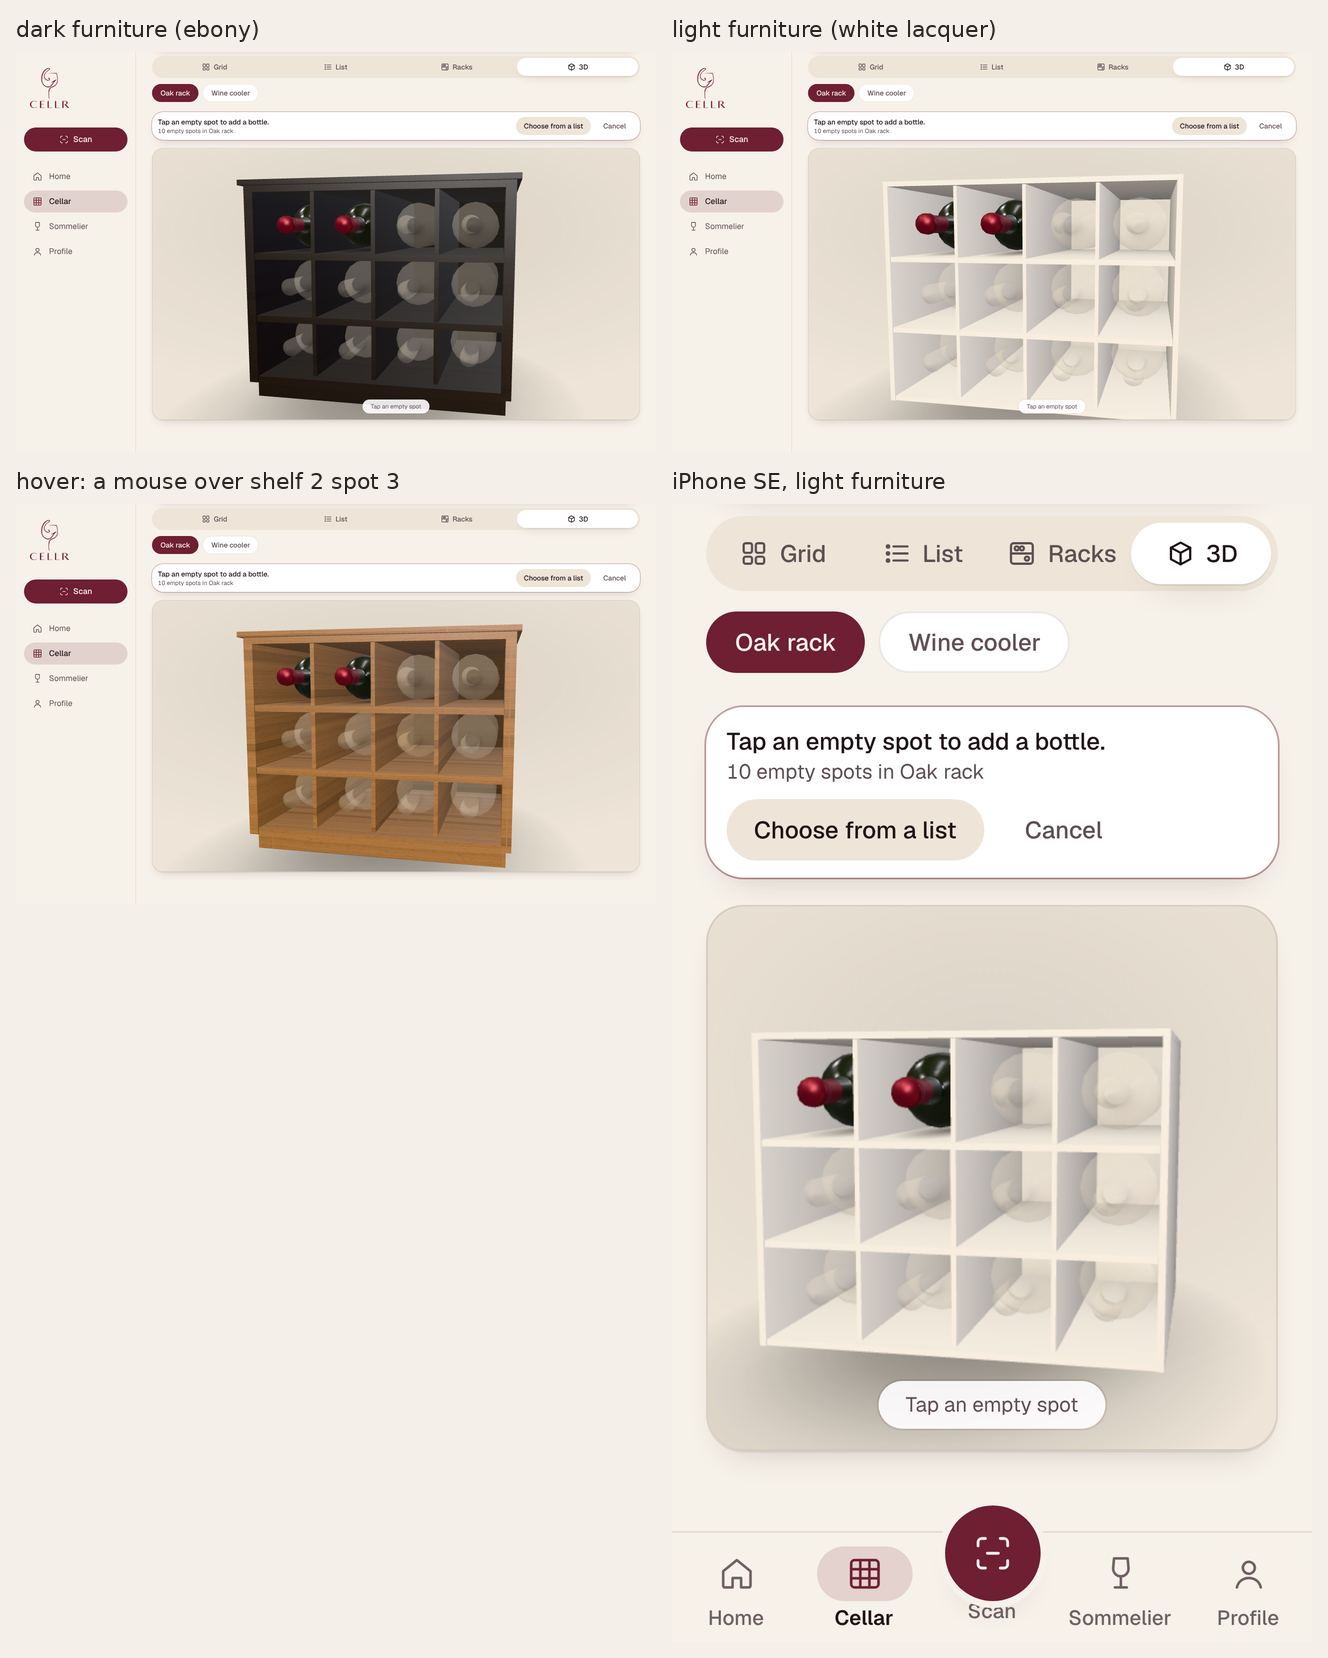 dark furniture (ebony)
CELLR
Scan
Home
Cellar
Sommelier
Profile
Grid
List
Racks
3D
Oak rack
Wine cooler
Tap an empty spot to add a bottle.
10 empty spots in Oak rack
Choose from a list
Cancel
Tap an empty spot
light furniture (white lacquer)
CELLR
Scan
Home
Cellar
Sommelier
Profile
Grid
List
Racks
3D
Oak rack
Wine cooler
Tap an empty spot to add a bottle.
10 empty spots in Oak rack
Choose from a list
Cancel
Tap an empty spot
hover: a mouse over shelf 2 spot 3
CELLR
Scan
Home
Cellar
Sommelier
Profile
Grid
List
Racks
3D
Oak rack
Wine cooler
Tap an empty spot to add a bottle.
10 empty spots in Oak rack
Choose from a list
Cancel
iPhone SE, light furniture
Grid
List
Racks
3D
Oak rack
Wine cooler
Tap an empty spot to add a bottle.
10 empty spots in Oak rack
Choose from a list
Cancel
Tap an empty spot
Home
Cellar
Scan
Sommelier
Profile